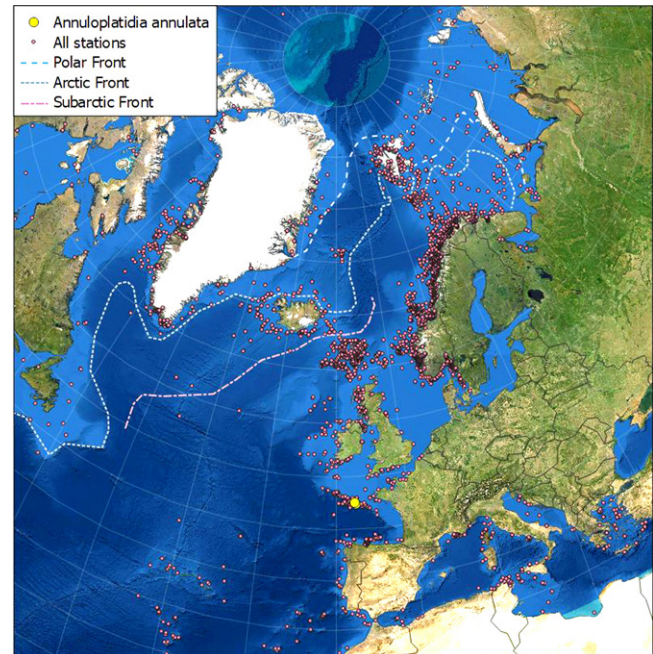 Annuloplatidia annulata
All stations
Polar Front
Arctic Front
Subarctic Front